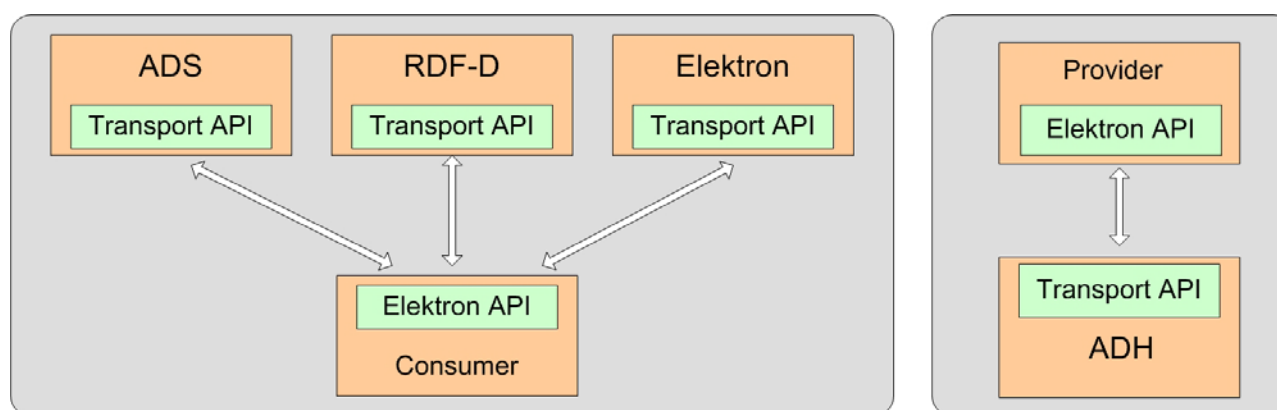 ADS
Transport API
RDF-D
Transport API
Elektron
Transport API
Elektron API
Consumer
Provider
Elektron API
Transport API
ADH